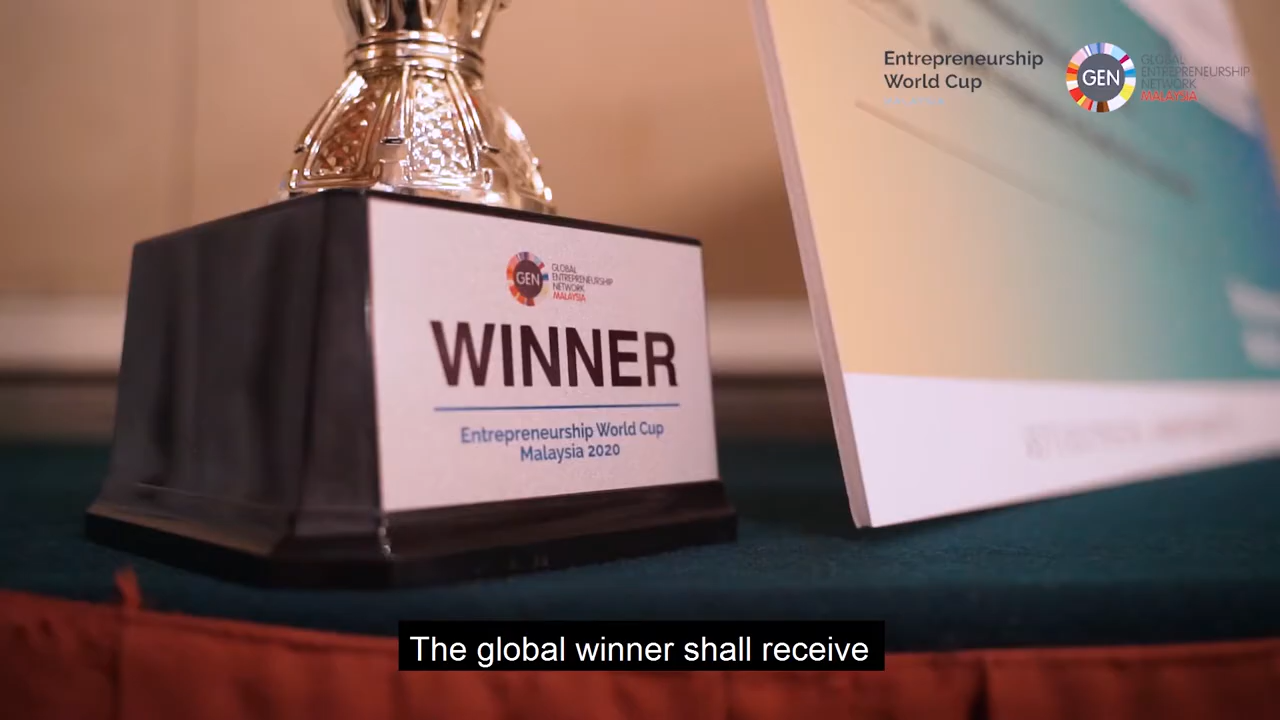 Entrepreneurship
World Cup
GEN
GLOBAL
ENTREPRENEURSHIP
NETWORK
MALAYSIA
GEN
GLOBAL
ENTREPRENEURSHIP
NETWORK
MALAYSIA
WINNER
Entrepreneurship World Cup
Malaysia 2020
The global winner shall receive